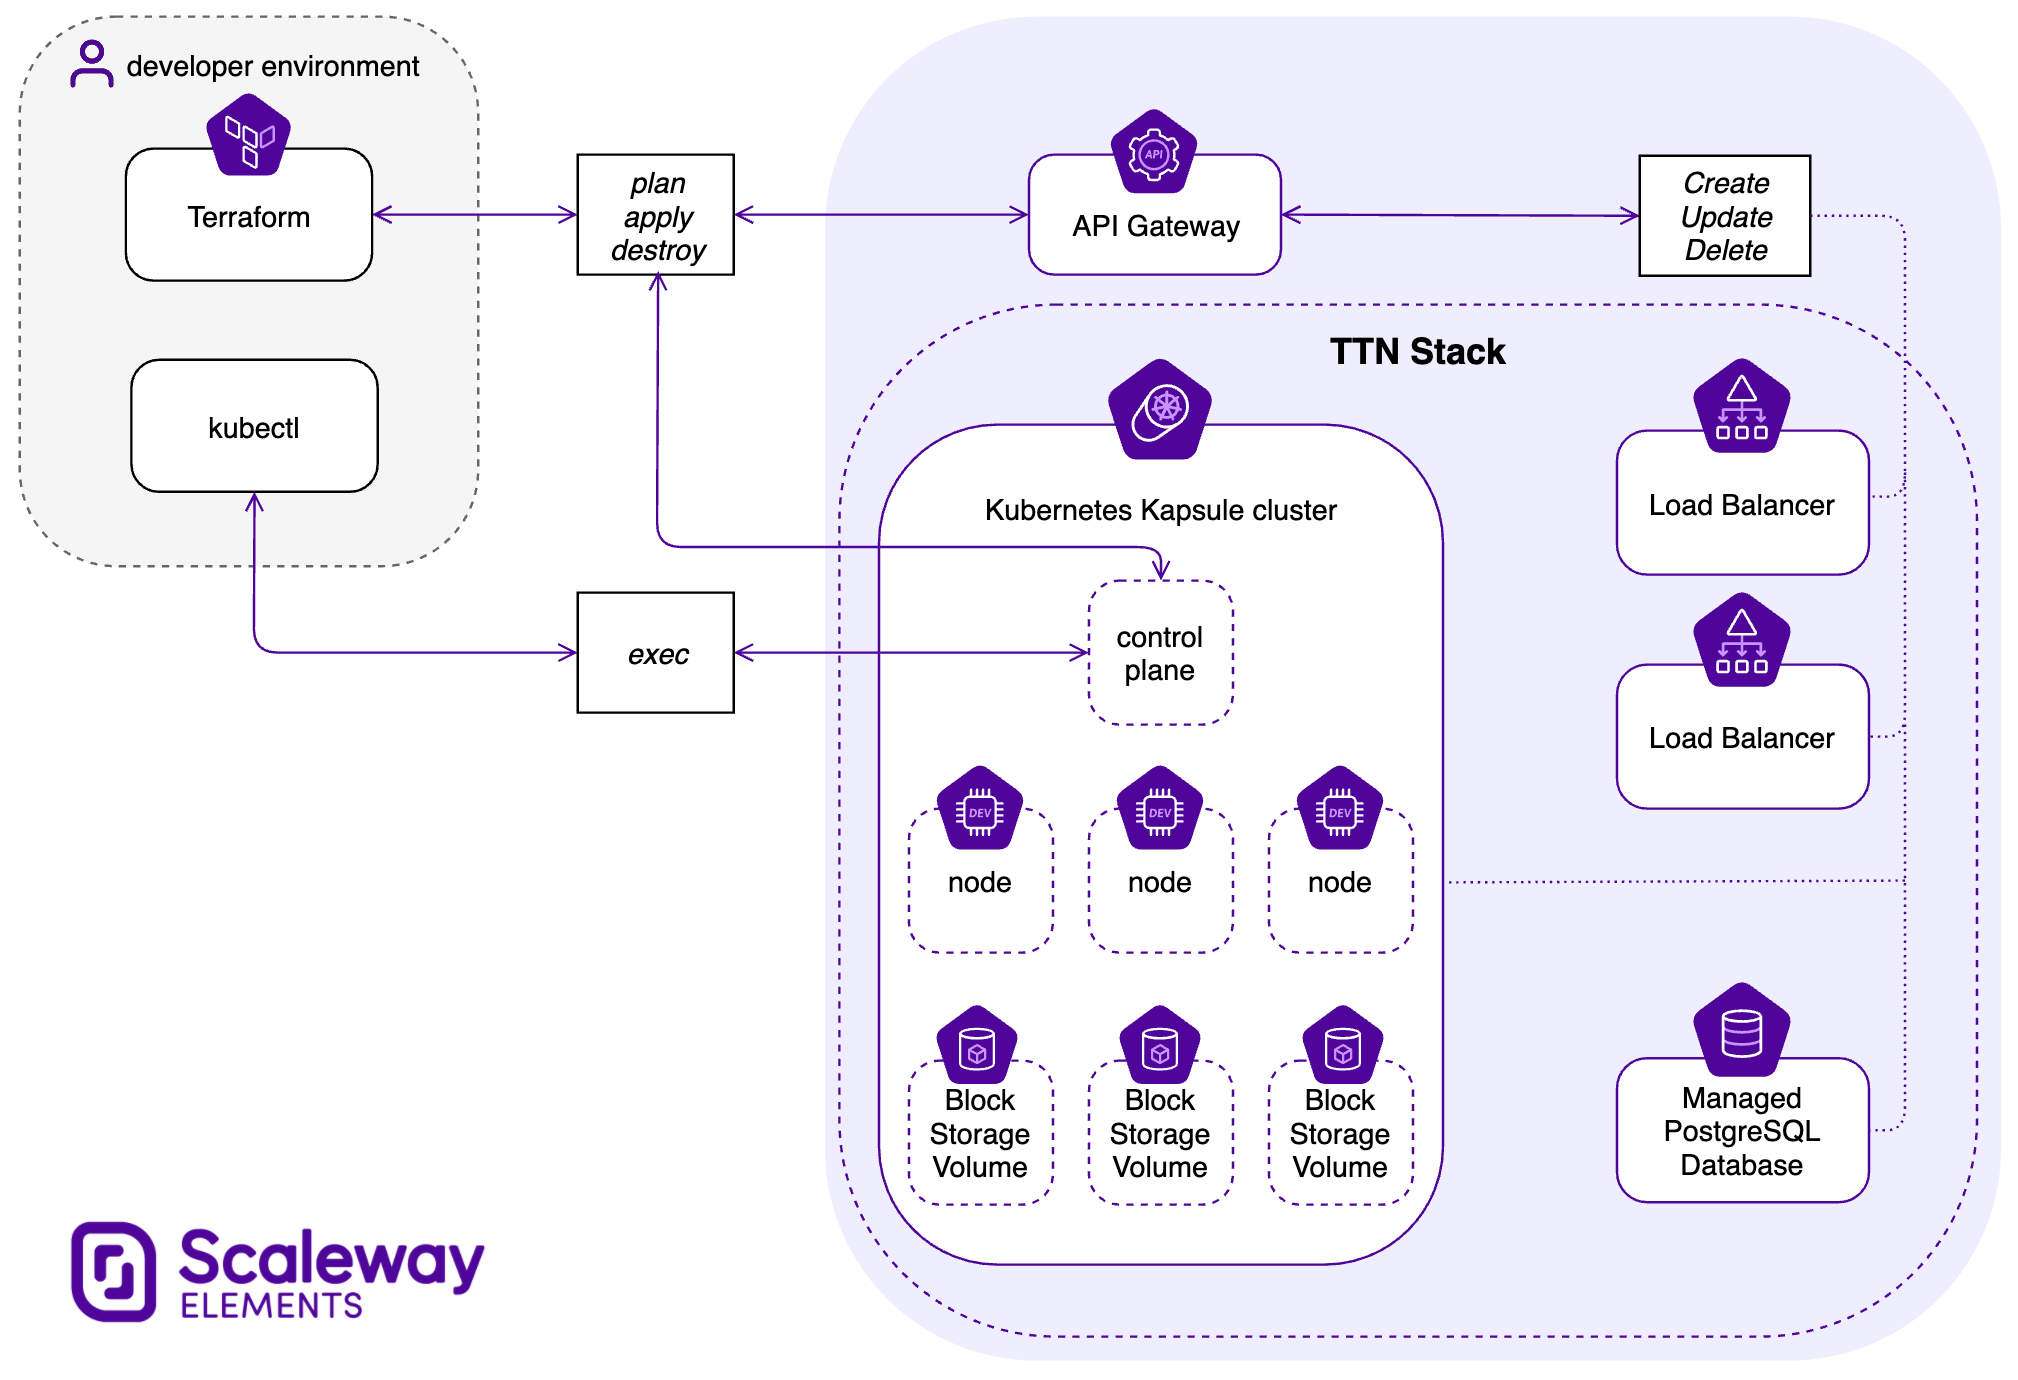 developer environment
Terraform
kubectl
plan
apply
destroy
exec
API
API Gateway
Create
Update
Delete
TTN Stack
Kubernetes Kapsule cluster
control
plane
DEV
node
DEV
node
DEV
node
Block
Storage
Volume
Block
Storage
Volume
Block
Storage
Volume
Load Balancer
Load Balancer
Managed
PostgreSQL
Database
Scaleway
ELEMENTS